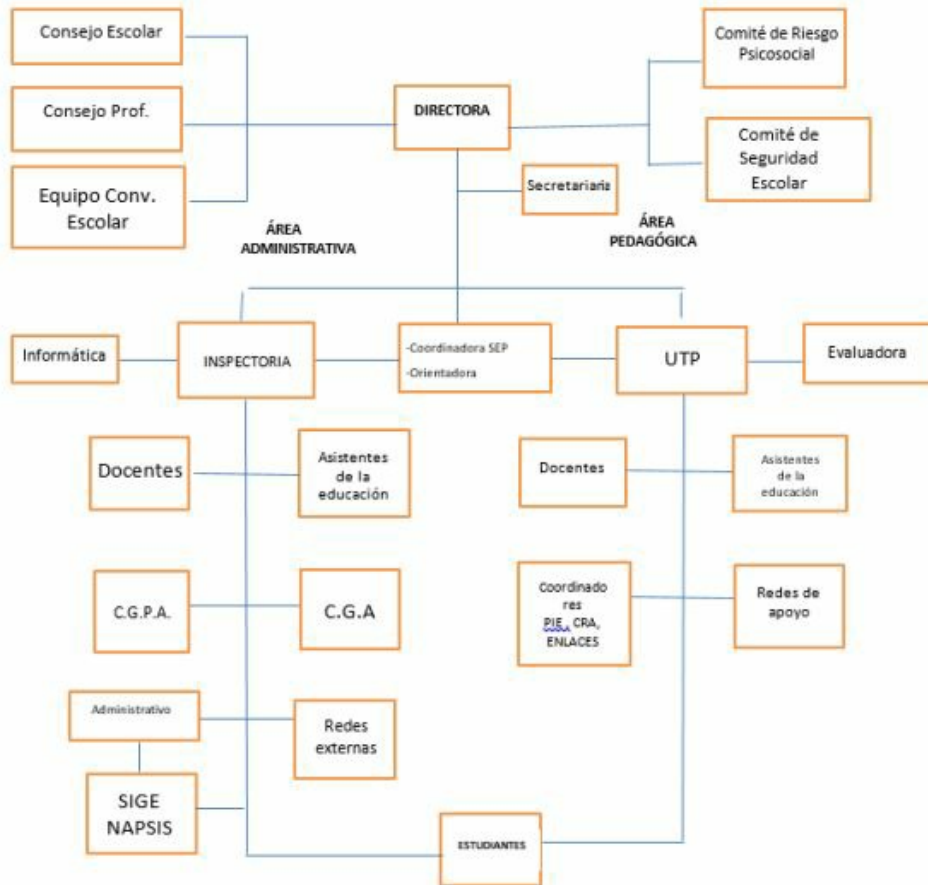 Consejo Escolar
Comité de Riesgo
Psicosocial
Consejo Prof.
DIRECTORA
Comité de
Seguridad
Escolar
Equipo Conv.
Escolar
Secretariaria
ÁREA
ADMINISTRATIVA
ÁREA
PEDAGÓGICA
Informática
INSPECTORIA
-Coordinadora SEP
-Orientadora
UTP
Evaluadora
Docentes
Asistentes
de la
educación
Docentes
Asistentes
de la
educación
C.G.P.A.
C.G.A
Coordinado
res
PIE., CRA,
ENLACES
Redes de
apoyo
Administrativo
Redes
externas
SIGE
NAPSIS
ESTUDIANTES